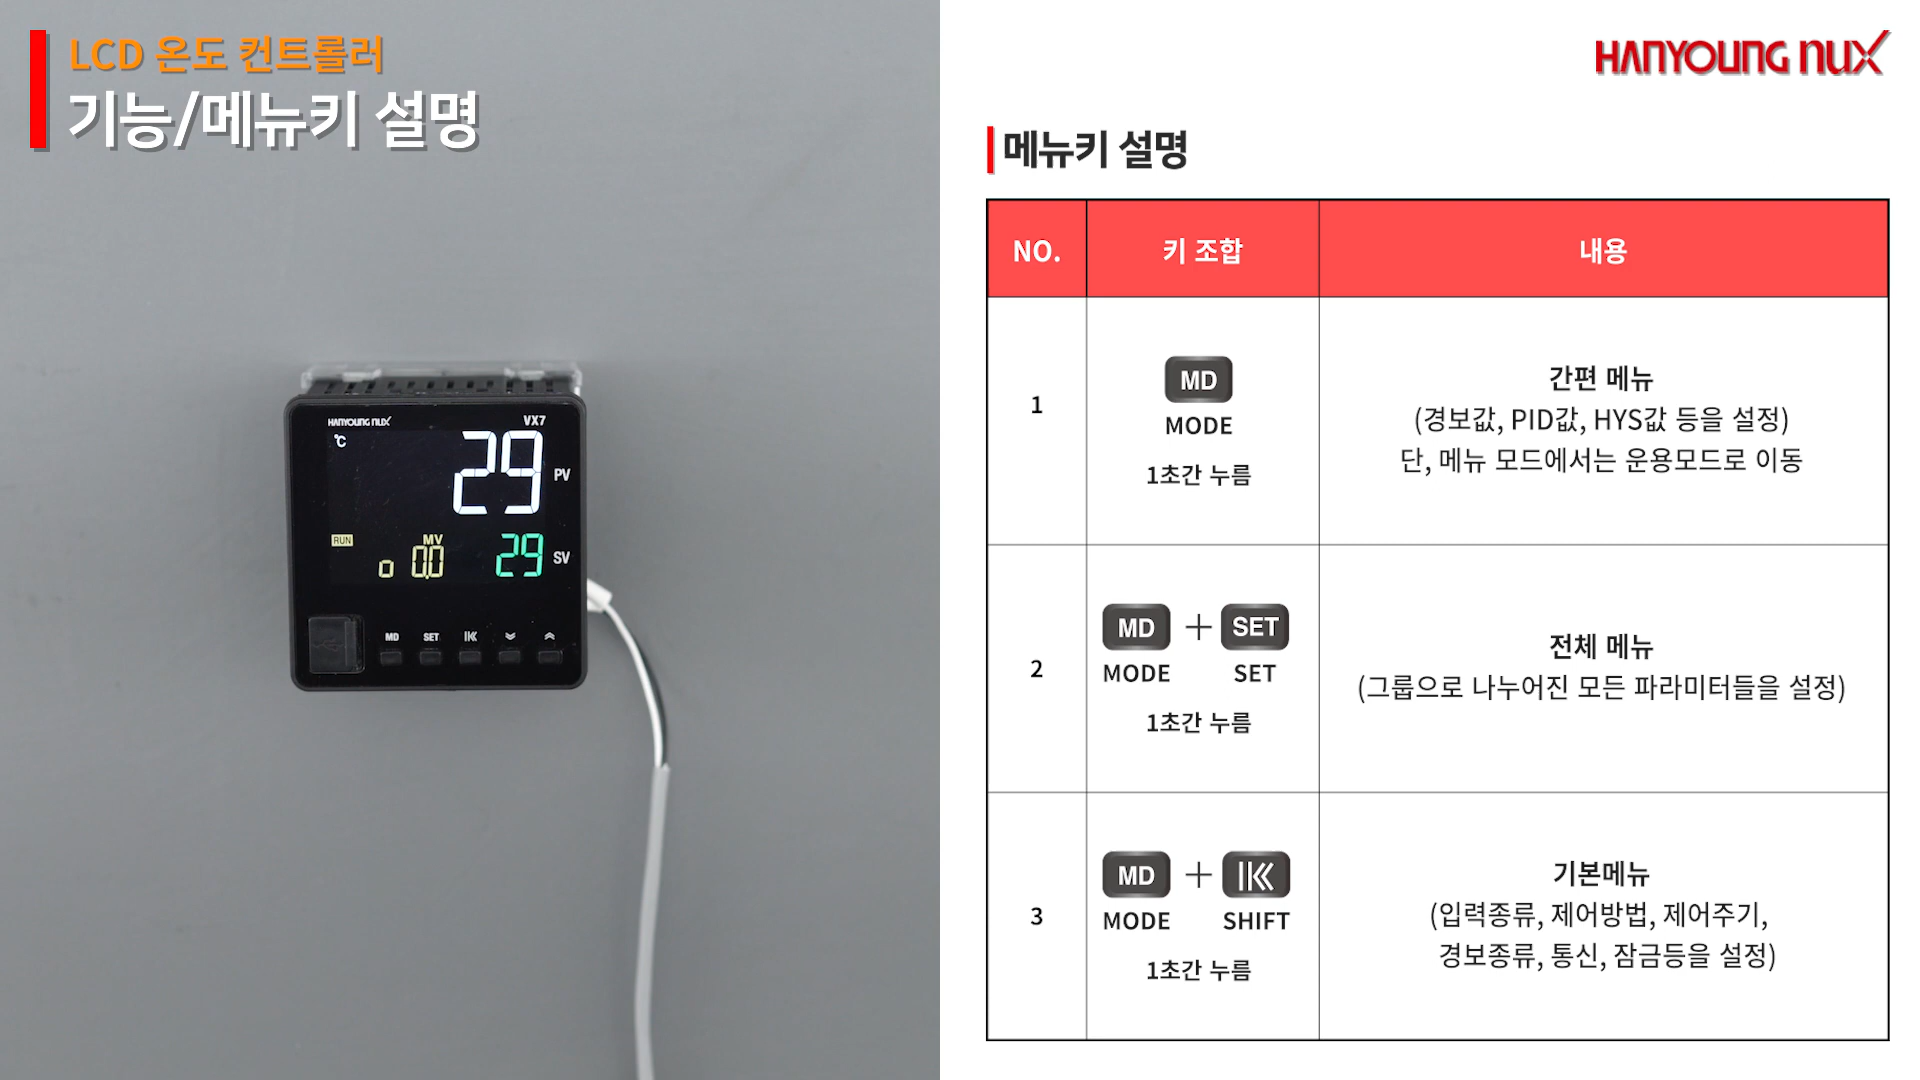 LCD 온도 컨트롤러
기능/메뉴키 설명
HANYOUNG NUX
VX7
℃
29 PV
RUN
MV
o 0.0
29 SV
MD SET
HANYOUNG NUX
메뉴키 설명
NO. 키 조합 내용
1
MD
MODE
1초간 누름
간편 메뉴
(경보값, PID값, HYS값 등을 설정)
단, 메뉴 모드에서는 운용모드로 이동
2
MD + SET
MODE SET
1초간 누름
전체 메뉴
(그룹으로 나누어진 모든 파라미터들을 설정)
3
MD +
MODE SHIFT
1초간 누름
기본메뉴
(입력종류, 제어방법, 제어주기,
경보종류, 통신, 잠금등을 설정)